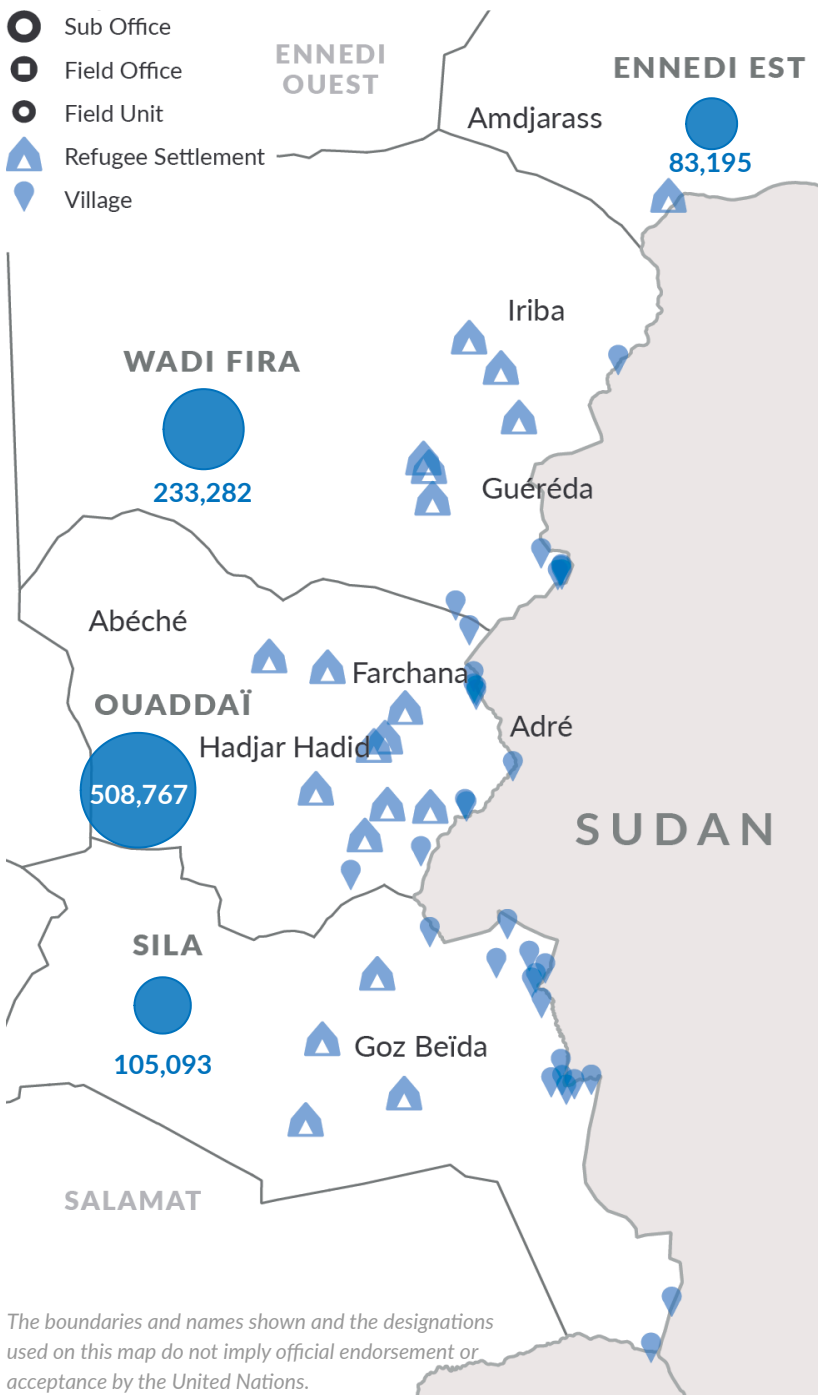 Sub Office
Field Office
Field Unit
Refugee Settlement
Village
ENNEDI
OUEST
ENNEDI EST
Amdjarass
83,195
Iriba
WADI FIRA
233,282
Guéréda
Abéché
Farchana
OUADDAÏ
Hadjar Hadid
Adré
508,767
SUDAN
SILA
Goz Beïda
105,093
SALAMAT
The boundaries and names shown and the designations
used on this map do not imply official endorsement or
acceptance by the United Nations.